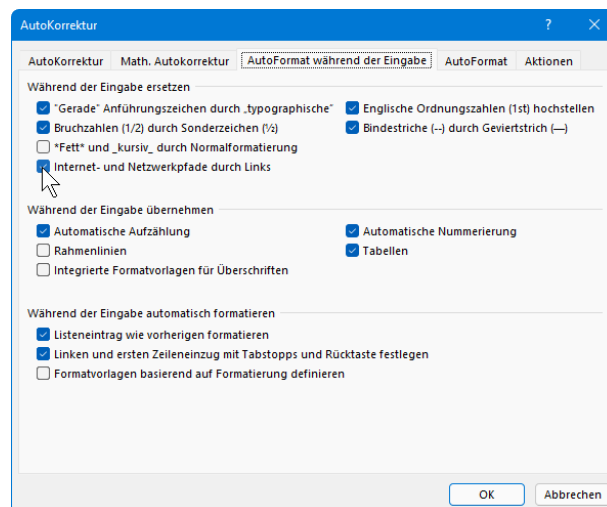 AutoKorrektur ?
AutoKorrektur Math. Autokorrektur AutoFormat während der Eingabe AutoFormat Aktionen
Während der Eingabe ersetzen
"Gerade" Anführungszeichen durch „typographische“ Englische Ordnungszahlen (1st) hochstellen
Bruchzahlen (1/2) durch Sonderzeichen (½) Bindestriche (--) durch Geviertstrich (—)
*Fett* und _kursiv_ durch Normalformatierung
Internet- und Netzwerkpfade durch Links
Während der Eingabe übernehmen
Automatische Aufzählung Automatische Nummerierung
Rahmenlinien Tabellen
Integrierte Formatvorlagen für Überschriften
Während der Eingabe automatisch formatieren
Listeneintrag wie vorherigen formatieren
Linken und ersten Zeileneinzug mit Tabstopps und Rücktaste festlegen
Formatvorlagen basierend auf Formatierung definieren
OK Abbrechen